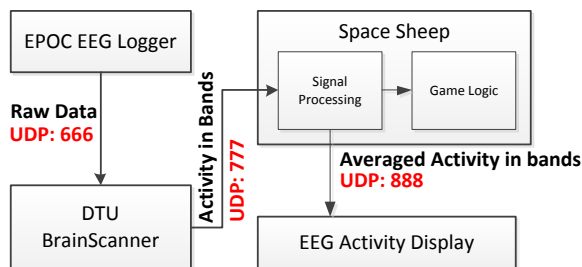 EPOC EEG Logger
Raw Data
UDP: 666
DTU
BrainScanner
Activity in Bands
UDP: 777
Space Sheep
Signal
Processing
Game Logic
Averaged Activity in bands
UDP: 888
EEG Activity Display